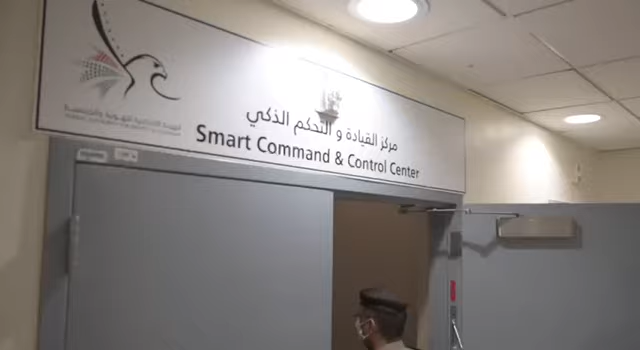 مركز القيادة و التحكم الذكي
Smart Command & Control Center